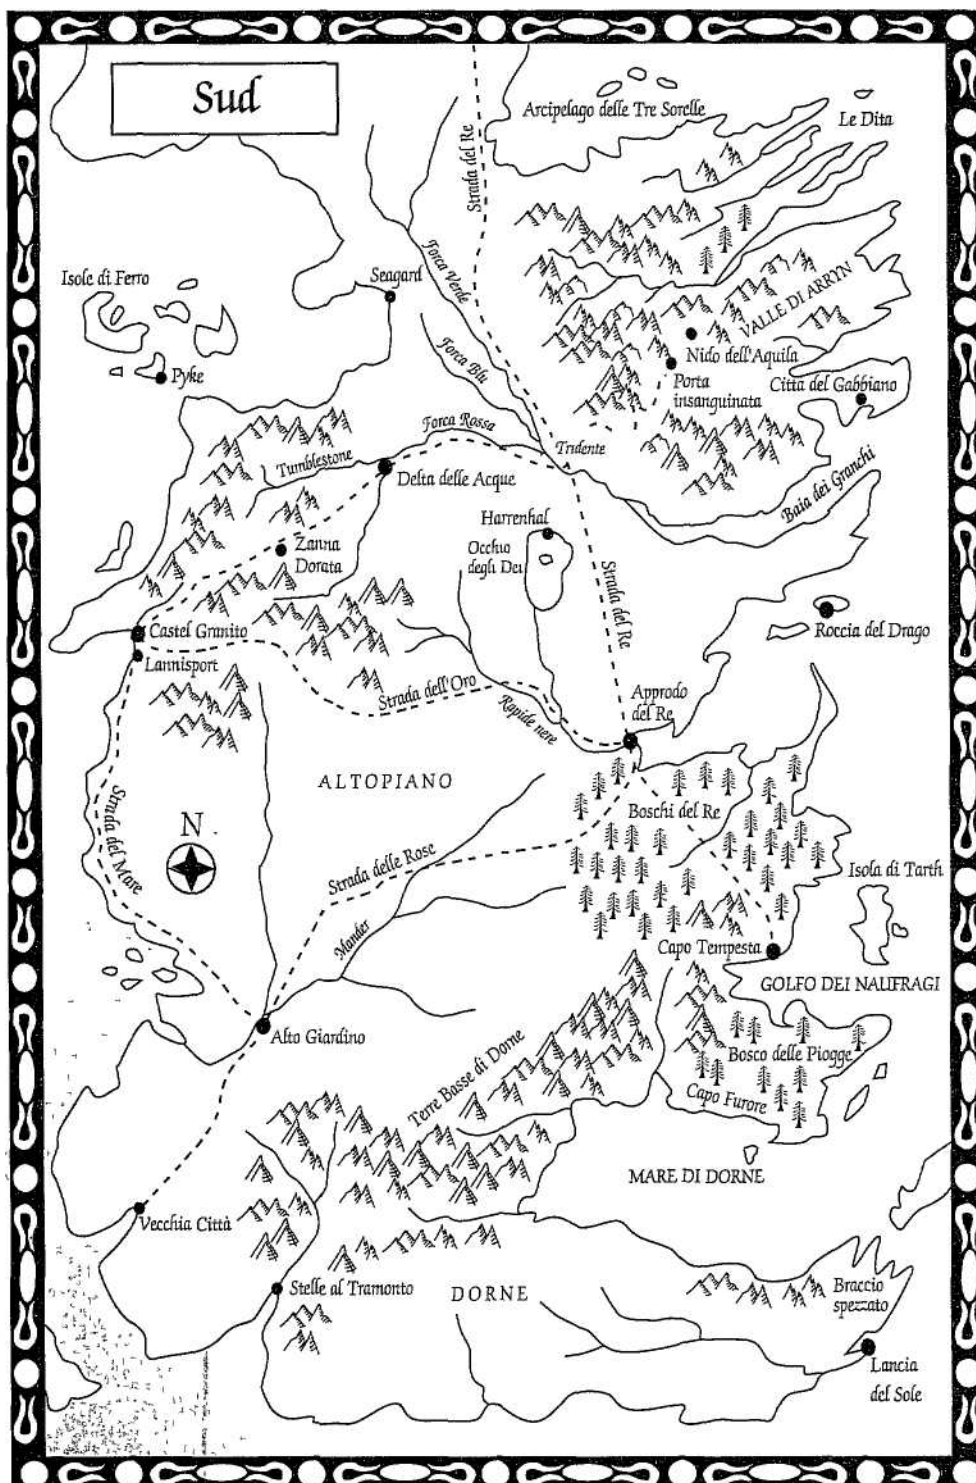 Sud
Arcipelago delle Tre Sorelle
Le Dita
Strada del Re
Isole di Ferro
Seagard
Forca Verde
VALLE DI ARRYN
Pyke
Forca Blu
Nido dell'Aquila
Porta
insanguinata
Città del Gabbiano
Forca Rossa
Tumblestone
Tridente
Delta delle Acque
Baia dei Granchi
Harrenhal
Occhio
degli Dei
Zanna
Dorata
Strada del Re
Roccia del Drago
Castel Granito
Lannisport
Strada dell'Oro
Rapide nere
Approdo
del Re
ALTOPIANO
Boschi del Re
N
Strada del Mare
Strada delle Rose
Isola di Tarth
Mander
Capo Tempesta
GOLFO DEI NAUFRAGI
Alto Giardino
Terre Basse di Dorne
Bosco delle Piogge
Capo Furore
MARE DI DORNE
Vecchia Città
Stelle al Tramonto
DORNE
Braccio
spezzato
Lancia
del Sole